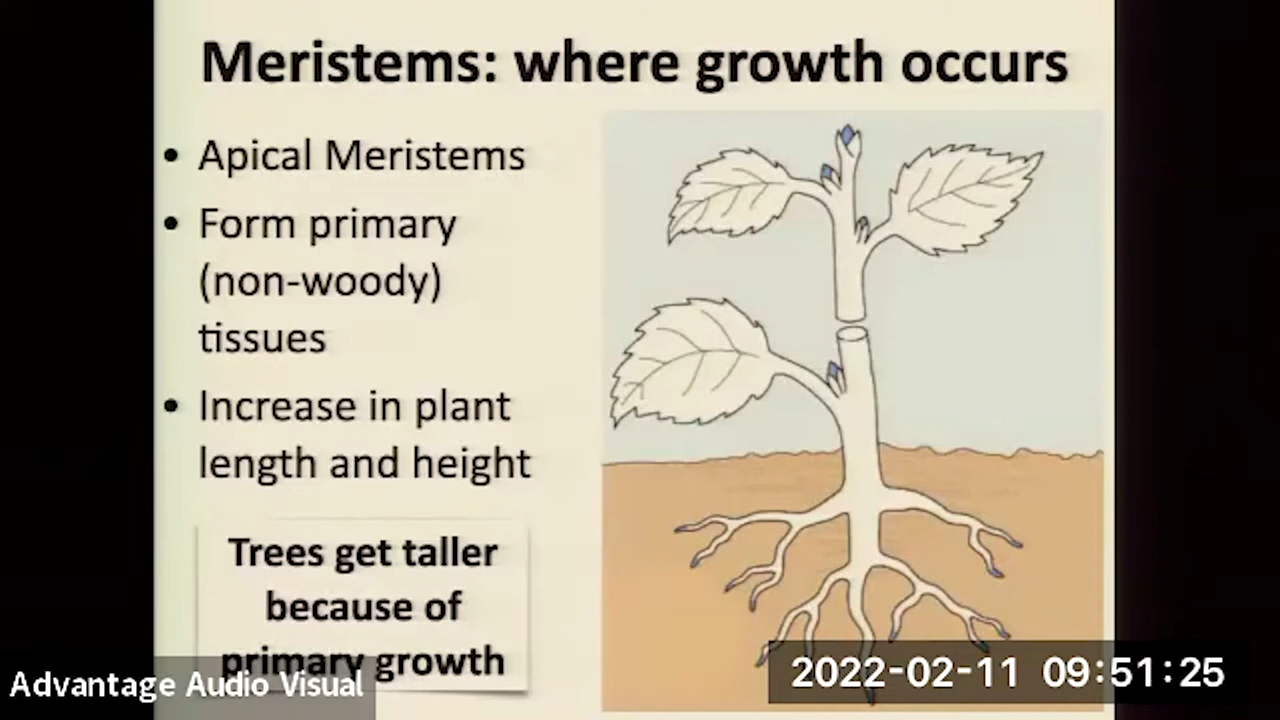 Meristems: where growth occurs
• Apical Meristems
• Form primary
(non-woody)
tissues
• Increase in plant
length and height
Trees get taller
because of
primary growth
Advantage Audio Visual
2022-02-11 09:51:25